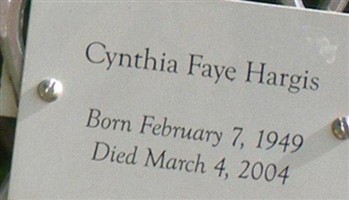 Cynthia Faye Hargis
Born February 7, 1949
Died March 4, 2004